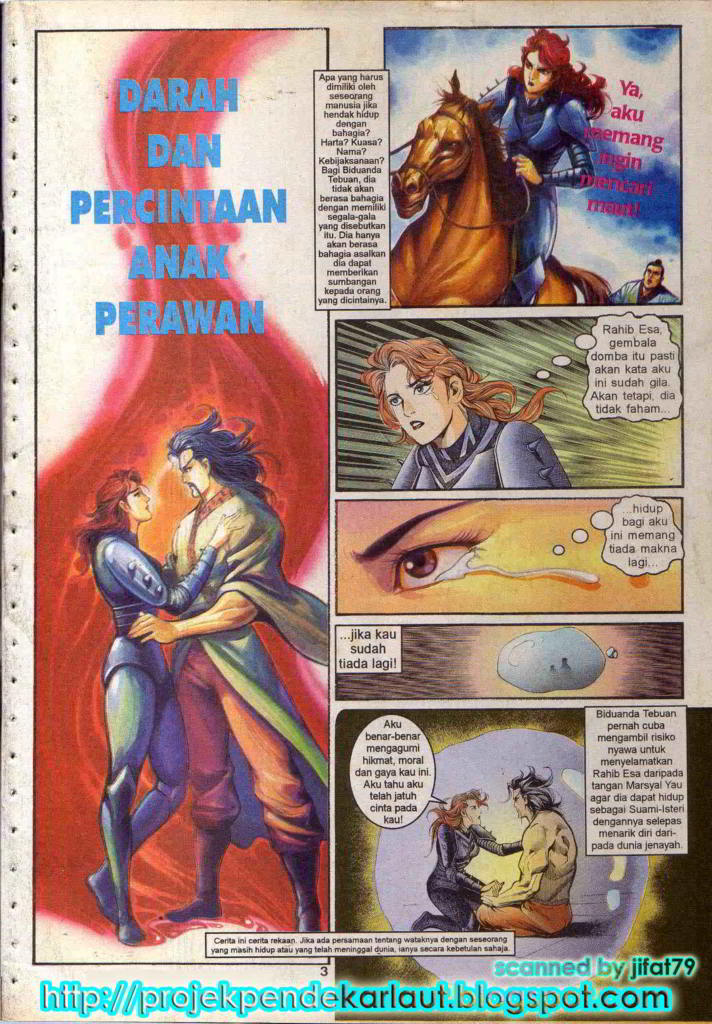 DARAH
DAN
PERCINTAAN
ANAK
PERAWAN
Apa yang harus
dimiliki oleh
seseorang
manusia jika
hendak hidup
dengan
bahagia?
Harta? Kuasa?
Nama?
Kebijaksanaan?
Bagi Biduanda
Tebuan, dia
tidak akan
berasa bahagia
dengan memiliki
segala-gala
yang disebutkan
itu. Dia hanya
akan berasa
bahagia asalkan
dia dapat
memberikan
sumbangan
kepada orang
yang dicintainya.
Ya,
aku
memang
ingin
mencari
maut!
Rahib Esa,
gembala
domba itu pasti
akan kata aku
ini sudah gila.
Akan tetapi, dia
tidak faham...
...hidup
bagi aku
ini memang
tiada makna
lagi...
...jika kau
sudah
tiada lagi!
Aku
benar-benar
mengagumi
hikmat, moral
dan gaya kau ini.
Aku tahu aku
telah jatuh
cinta pada
kau!
Biduanda Tebuan
pernah cuba
mengambil risiko
nyawa untuk
menyelamatkan
Rahib Esa daripada
tangan Marsyal Yau
agar dia dapat hidup
sebagai Suami-Isteri
dengannya selepas
menarik diri dari-
pada dunia jenayah.
Cerita ini cerita rekaan. Jika ada persamaan tentang wataknya dengan seseorang
yang masih hidup atau yang telah meninggal dunia, ianya secara kebetulan sahaja.
3
scanned by jifat79
http://projekpendekarlaut.blogspot.com